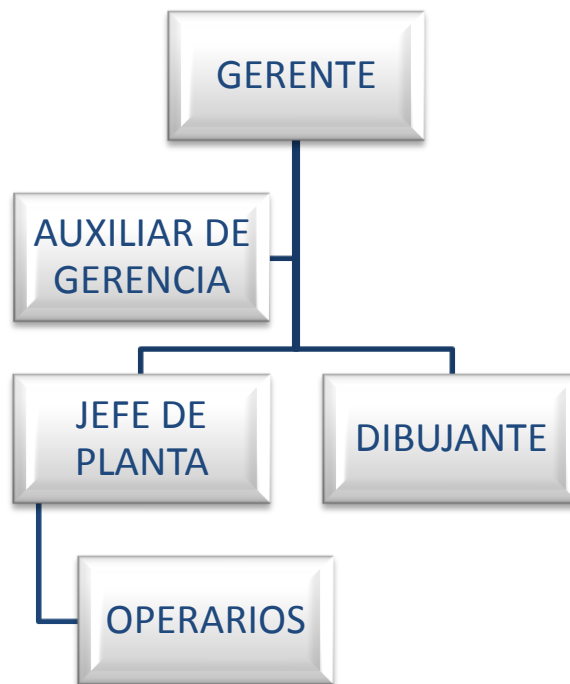 GERENTE
AUXILIAR DE
GERENCIA
JEFE DE
PLANTA
DIBUJANTE
OPERARIOS